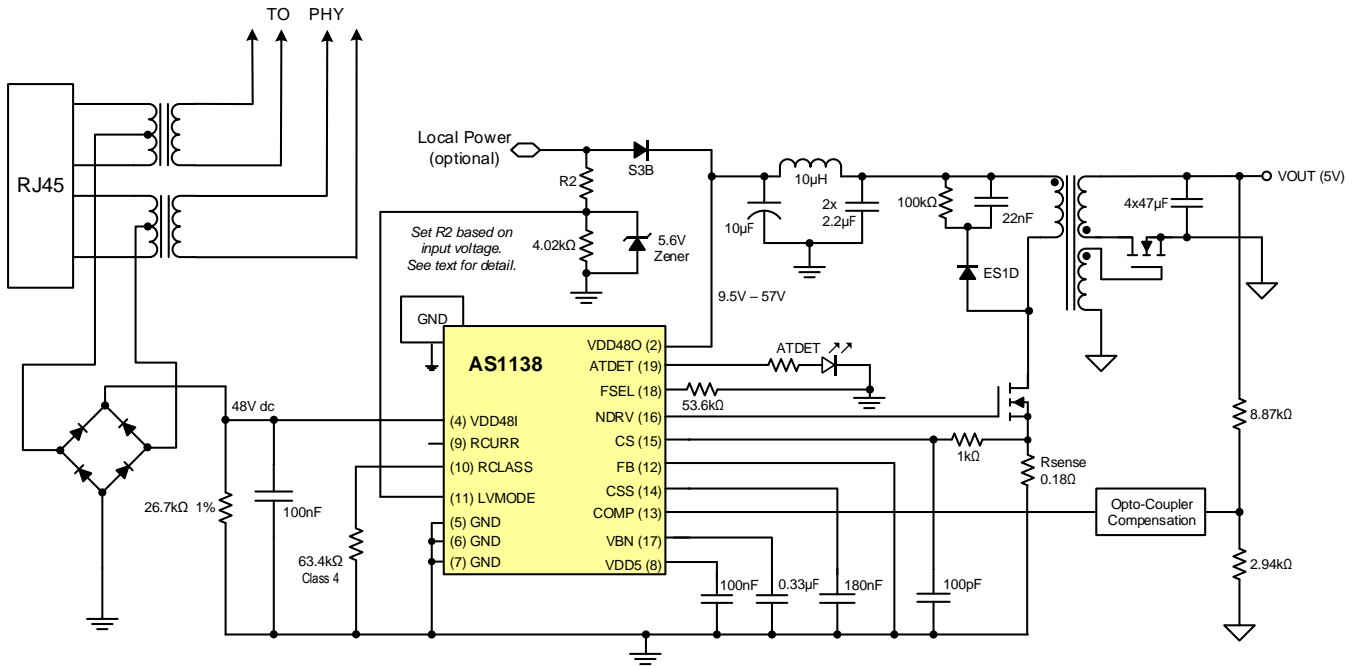 TO PHY
RJ45
Local Power
(optional)
S3B
R2
10µH
10µF
2x
2.2µF
100kΩ
22nF
4x47µF
VOUT (5V)
Set R2 based on
input voltage.
See text for detail.
4.02kΩ
5.6V
Zener
ES1D
9.5V – 57V
GND
AS1138
VDD48O (2)
ATDET (19)
FSEL (18)
NDRV (16)
CS (15)
FB (12)
CSS (14)
COMP (13)
VBN (17)
VDD5 (8)
(4) VDD48I
(9) RCURR
(10) RCLASS
(11) LVMODE
(5) GND
(6) GND
(7) GND
ATDET
53.6kΩ
48V dc
26.7kΩ 1%
100nF
63.4kΩ
Class 4
1kΩ
Rsense
0.18Ω
8.87kΩ
Opto-Coupler
Compensation
2.94kΩ
100nF
0.33µF
180nF
100pF